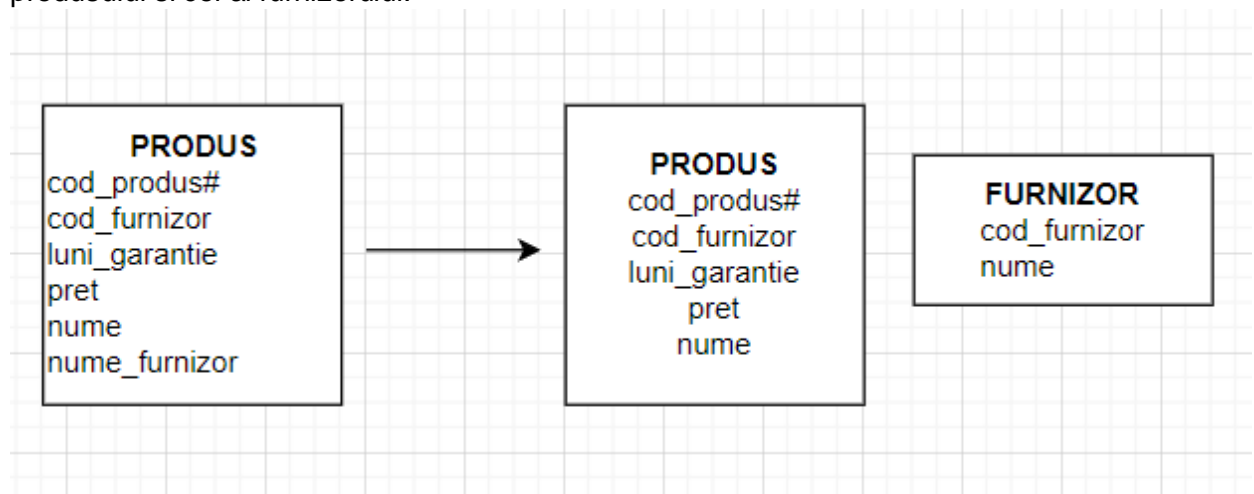 PRODUS
cod_produs#
cod_furnizor
luni_garantie
pret
nume
nume_furnizor
PRODUS
cod_produs#
cod_furnizor
luni_garantie
pret
nume
FURNIZOR
cod_furnizor
nume